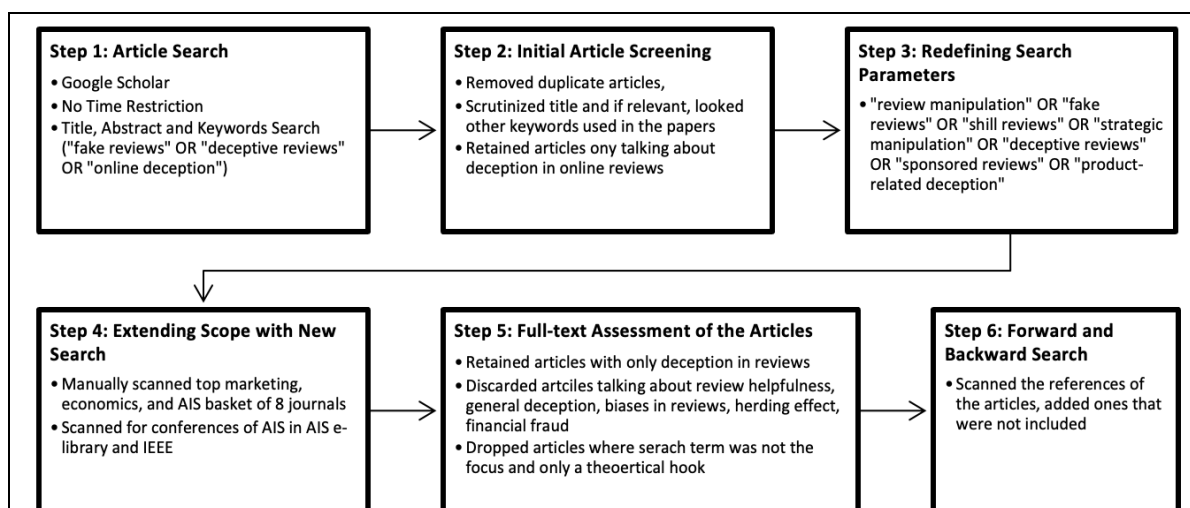 Step 1: Article Search
• Google Scholar
• No Time Restriction
• Title, Abstract and Keywords Search
("fake reviews" OR "deceptive reviews"
OR "online deception")
Step 2: Initial Article Screening
• Removed duplicate articles,
• Scrutinized title and if relevant, looked
other keywords used in the papers
• Retained articles ony talking about
deception in online reviews
Step 3: Redefining Search
Parameters
• "review manipulation" OR "fake
reviews" OR "shill reviews" OR "strategic
manipulation" OR "deceptive reviews"
OR "sponsored reviews" OR "product-
related deception"
Step 4: Extending Scope with New
Search
• Manually scanned top marketing,
economics, and AIS basket of 8 journals
• Scanned for conferences of AIS in AIS e-
library and IEEE
Step 5: Full-text Assessment of the Articles
• Retained articles with only deception in reviews
• Discarded artciles talking about review helpfulness,
general deception, biases in reviews, herding effect,
financial fraud
• Dropped articles where serach term was not the
focus and only a theoertical hook
Step 6: Forward and
Backward Search
• Scanned the references of
the articles, added ones that
were not included